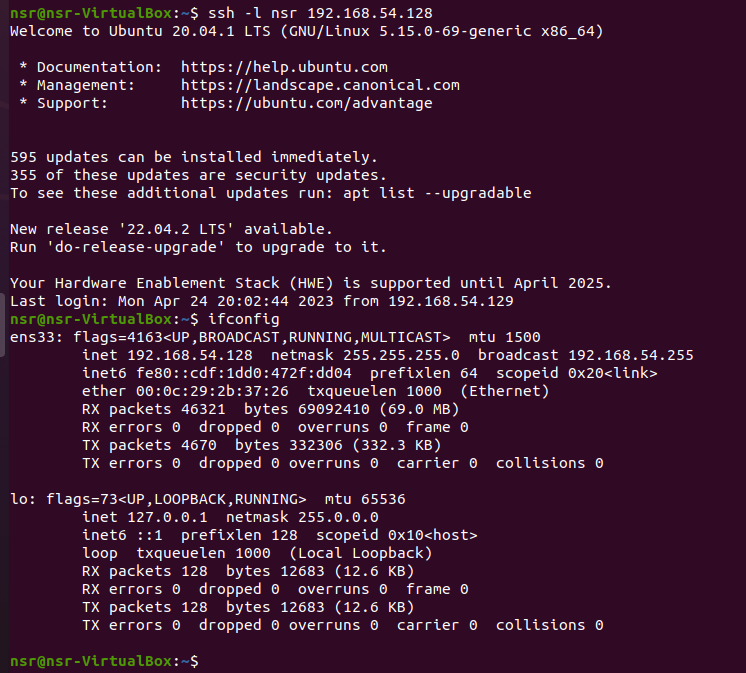 nsr@nsr-VirtualBox:~$ ssh -l nsr 192.168.54.128
Welcome to Ubuntu 20.04.1 LTS (GNU/Linux 5.15.0-69-generic x86_64)
* Documentation:  https://help.ubuntu.com
* Management:     https://landscape.canonical.com
* Support:        https://ubuntu.com/advantage
595 updates can be installed immediately.
355 of these updates are security updates.
To see these additional updates run: apt list --upgradable
New release '22.04.2 LTS' available.
Run 'do-release-upgrade' to upgrade to it.
Your Hardware Enablement Stack (HWE) is supported until April 2025.
Last login: Mon Apr 24 20:02:44 2023 from 192.168.54.129
nsr@nsr-VirtualBox:~$ ifconfig
ens33: flags=4163<UP,BROADCAST,RUNNING,MULTICAST>  mtu 1500
        inet 192.168.54.128  netmask 255.255.255.0  broadcast 192.168.54.255
        inet6 fe80::cdf:1dd0:472f:dd04  prefixlen 64  scopeid 0x20<link>
        ether 00:0c:29:2b:37:26  txqueuelen 1000  (Ethernet)
        RX packets 46321  bytes 69092410 (69.0 MB)
        RX errors 0  dropped 0  overruns 0  frame 0
        TX packets 4670  bytes 332306 (332.3 KB)
        TX errors 0  dropped 0 overruns 0  carrier 0  collisions 0
lo: flags=73<UP,LOOPBACK,RUNNING>  mtu 65536
        inet 127.0.0.1  netmask 255.0.0.0
        inet6 ::1  prefixlen 128  scopeid 0x10<host>
        loop  txqueuelen 1000  (Local Loopback)
        RX packets 128  bytes 12683 (12.6 KB)
        RX errors 0  dropped 0  overruns 0  frame 0
        TX packets 128  bytes 12683 (12.6 KB)
        TX errors 0  dropped 0 overruns 0  carrier 0  collisions 0
nsr@nsr-VirtualBox:~$